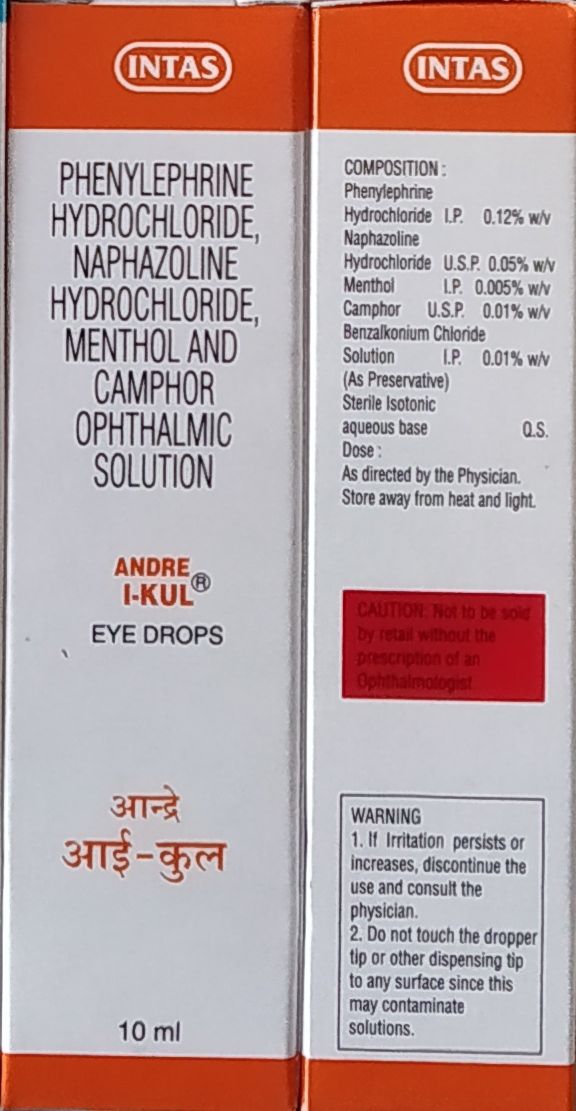 INTAS
PHENYLEPHRINE
HYDROCHLORIDE,
NAPHAZOLINE
HYDROCHLORIDE,
MENTHOL AND
CAMPHOR
OPHTHALMIC
SOLUTION
ANDRE
I-KUL®
EYE DROPS
आन्द्रे
आई-कुल
10 ml
INTAS
COMPOSITION :
Phenylephrine
Hydrochloride I.P. 0.12% w/v
Naphazoline
Hydrochloride U.S.P. 0.05% w/v
Menthol I.P. 0.005% w/v
Camphor U.S.P. 0.01% w/v
Benzalkonium Chloride
Solution I.P. 0.01% w/v
(As Preservative)
Sterile Isotonic
aqueous base Q.S.
Dose :
As directed by the Physician.
Store away from heat and light.
CAUTION: Not to be sold
by retail without the
prescription of an
Ophthalmologist
WARNING
1. If Irritation persists or
increases, discontinue the
use and consult the
physician.
2. Do not touch the dropper
tip or other dispensing tip
to any surface since this
may contaminate
solutions.